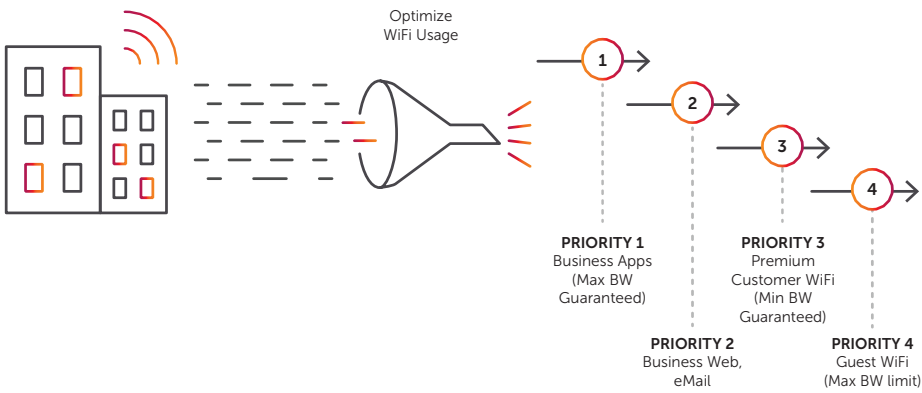 Optimize
WiFi Usage
1
2
3
4
PRIORITY 1
Business Apps
(Max BW
Guaranteed)
PRIORITY 2
Business Web,
eMail
PRIORITY 3
Premium
Customer WiFi
(Min BW
Guaranteed)
PRIORITY 4
Guest WiFi
(Max BW limit)